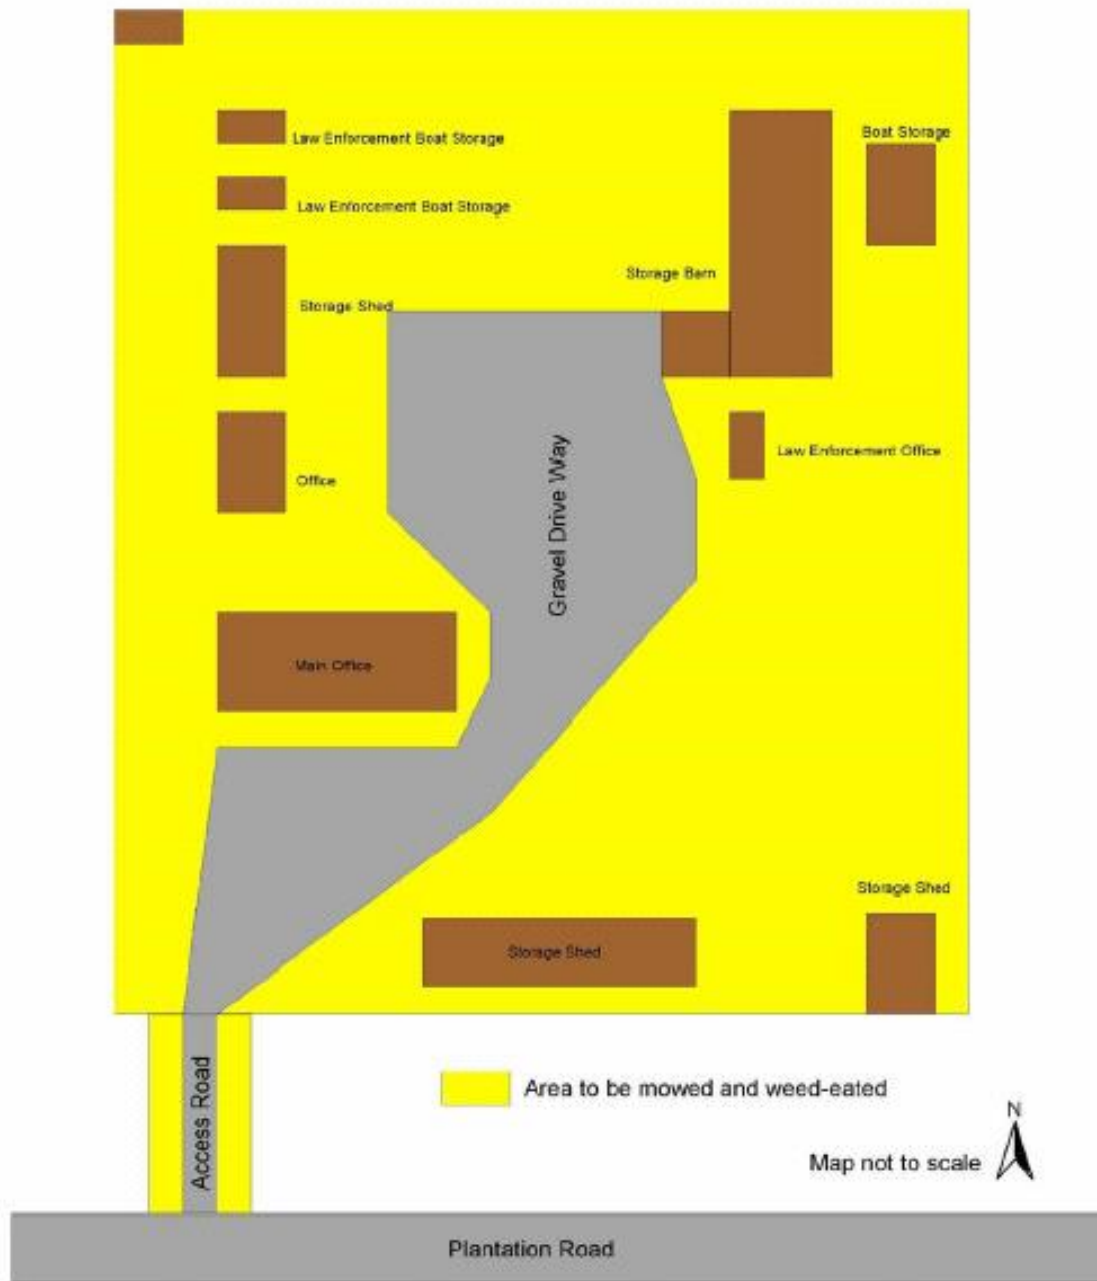 Law Enforcement Boat Storage
Boat Storage
Law Enforcement Boat Storage
Storage Barn
Storage Shed
Law Enforcement Office
Office
Gravel Drive Way
Main Office
Storage Shed
Storage Shed
Access Road
Area to be mowed and weed-eated
N
Map not to scale
Plantation Road